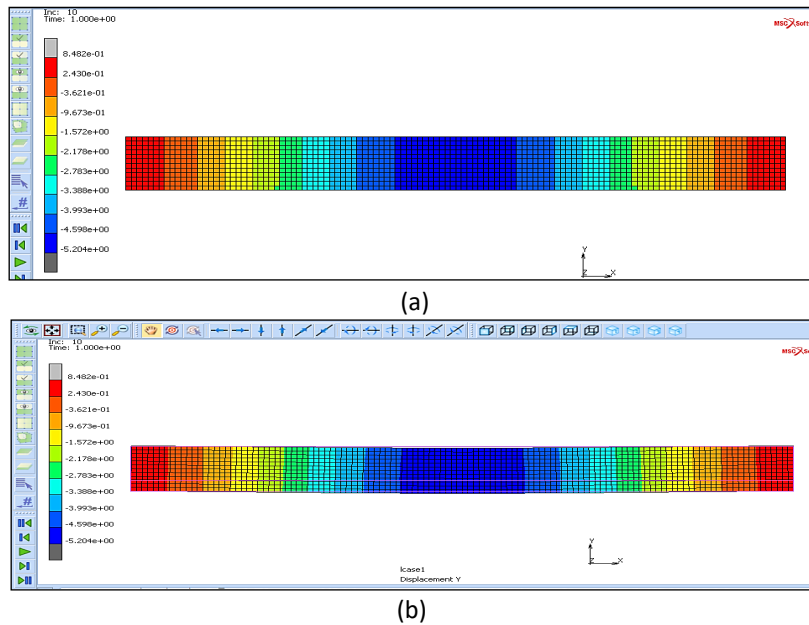 Inc: 10
Time: 1.000e+00
MSC Soft
8.482e-01
2.430e-01
-3.621e-01
-9.673e-01
-1.572e+00
-2.178e+00
-2.783e+00
-3.388e+00
-3.993e+00
-4.598e+00
-5.204e+00
Y
Z X
(a)
Inc: 10
Time: 1.000e+00
MSC Soft
8.482e-01
2.430e-01
-3.621e-01
-9.673e-01
-1.572e+00
-2.178e+00
-2.783e+00
-3.388e+00
-3.993e+00
-4.598e+00
-5.204e+00
Y
Z X
lcase1
Displacement Y
(b)